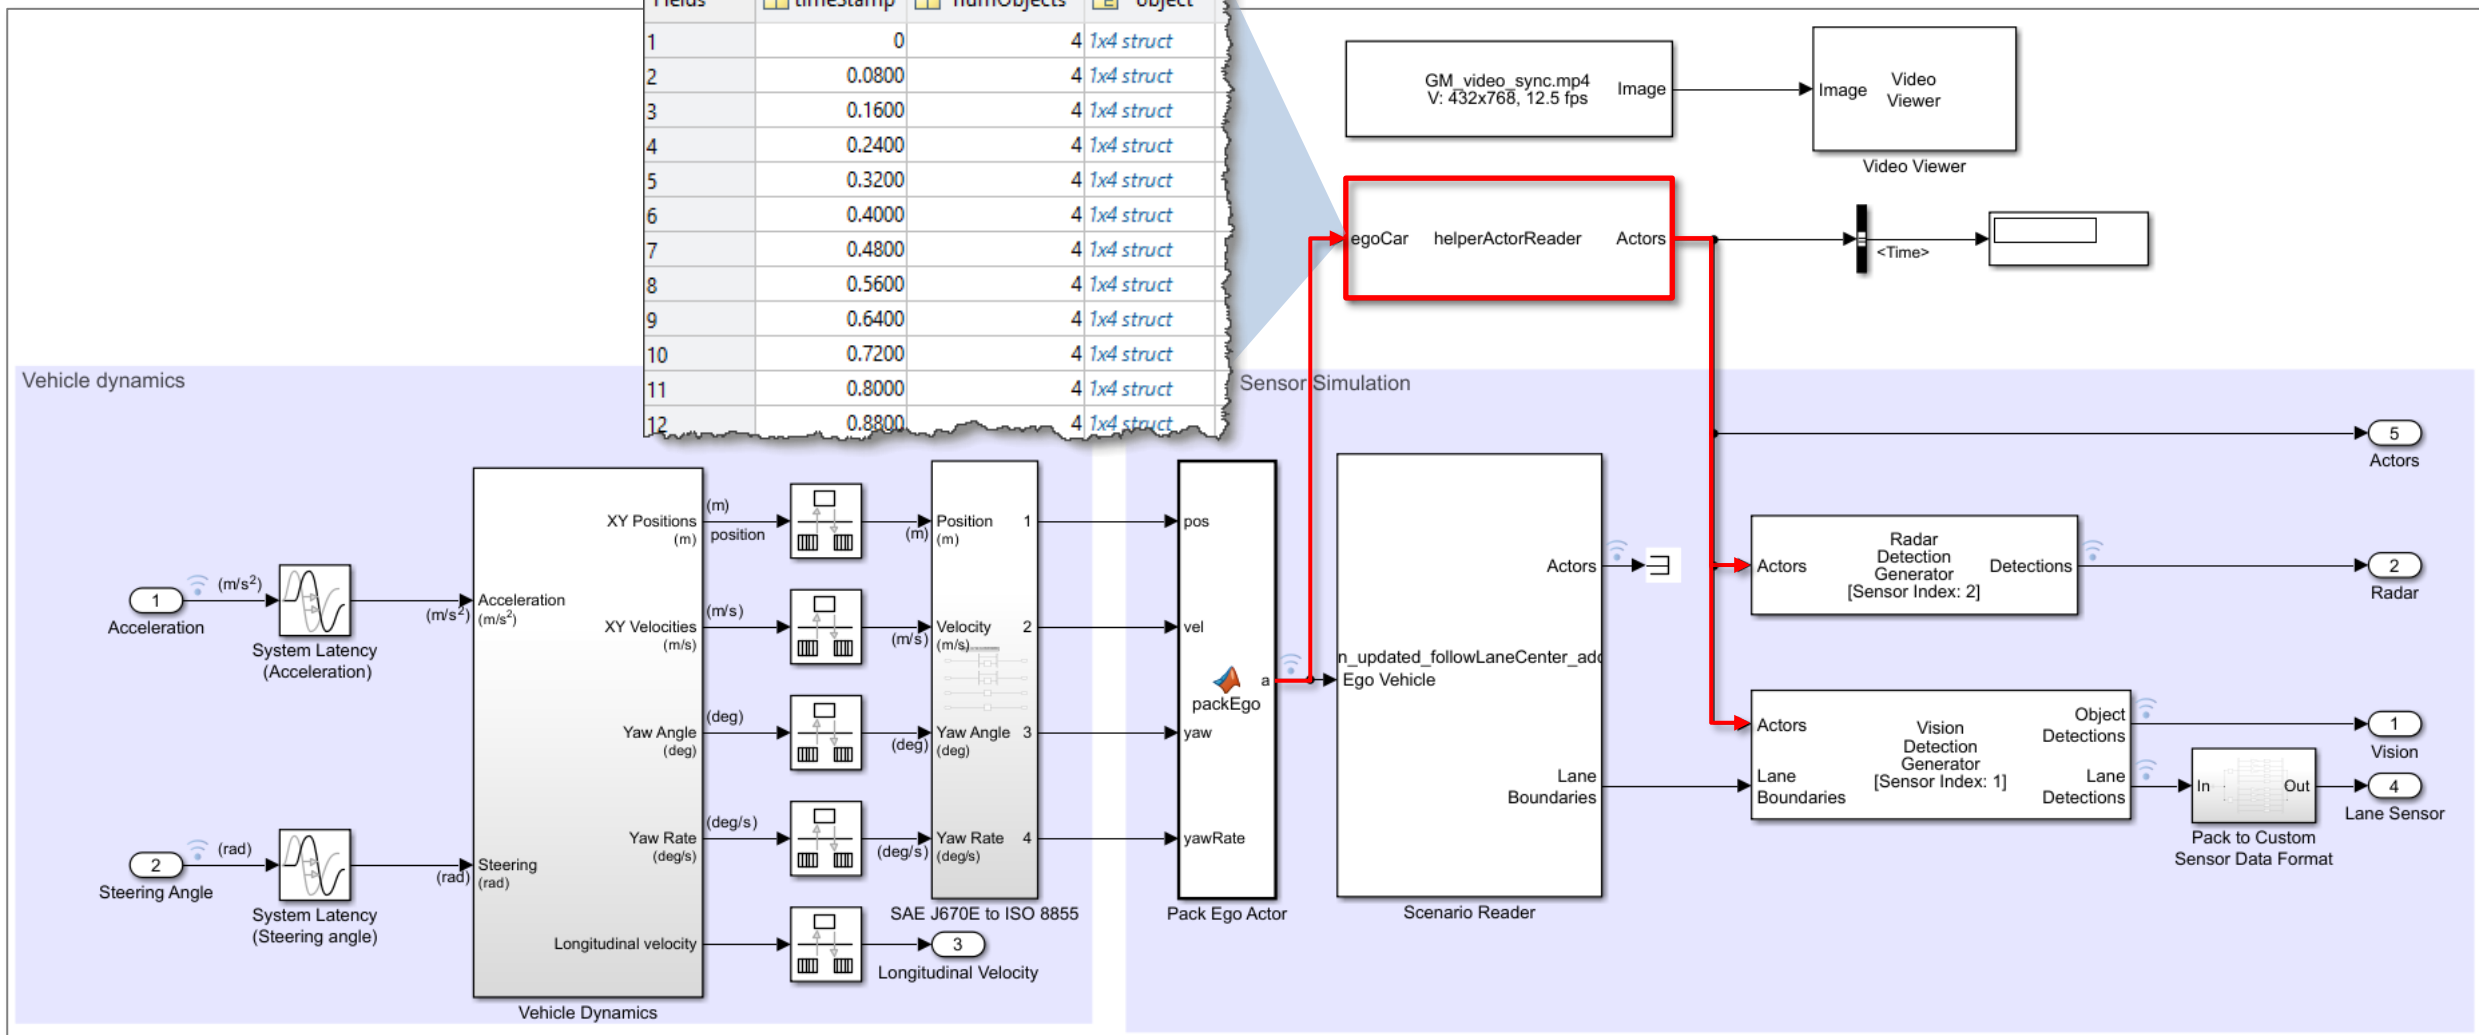 Fields timeStamp numObjects object
1 0 4 1x4 struct
2 0.0800 4 1x4 struct
3 0.1600 4 1x4 struct
4 0.2400 4 1x4 struct
5 0.3200 4 1x4 struct
6 0.4000 4 1x4 struct
7 0.4800 4 1x4 struct
8 0.5600 4 1x4 struct
9 0.6400 4 1x4 struct
10 0.7200 4 1x4 struct
11 0.8000 4 1x4 struct
12 0.8800 4 1x4 struct
GM_video_sync.mp4
V: 432x768, 12.5 fps
Image
Image
Video
Viewer
Video Viewer
egoCar
helperActorReader
Actors
<Time>
Vehicle dynamics
1
Acceleration
(m/s²)
System Latency
(Acceleration)
(m/s²)
2
Steering Angle
(rad)
System Latency
(Steering angle)
(rad)
Acceleration
(m/s²)
Steering
(rad)
XY Positions
(m)
XY Velocities
(m/s)
Yaw Angle
(deg)
Yaw Rate
(deg/s)
Longitudinal velocity
Vehicle Dynamics
(m)
position
(m/s)
(deg)
(deg/s)
(m)
(m/s)
(deg)
(deg/s)
Position 1
(m)
Velocity 2
(m/s)
Yaw Angle 3
(deg)
Yaw Rate 4
(deg/s)
SAE J670E to ISO 8855
3
Longitudinal Velocity
Sensor Simulation
pos
vel
yaw
yawRate
packEgo
a
Pack Ego Actor
n_updated_followLaneCenter_add
Ego Vehicle
Actors
Lane
Boundaries
Scenario Reader
5
Actors
Actors
Radar
Detection
Generator
[Sensor Index: 2]
Detections
2
Radar
Actors
Lane
Boundaries
Vision
Detection
Generator
[Sensor Index: 1]
Object
Detections
Lane
Detections
1
Vision
In
Out
Pack to Custom
Sensor Data Format
4
Lane Sensor